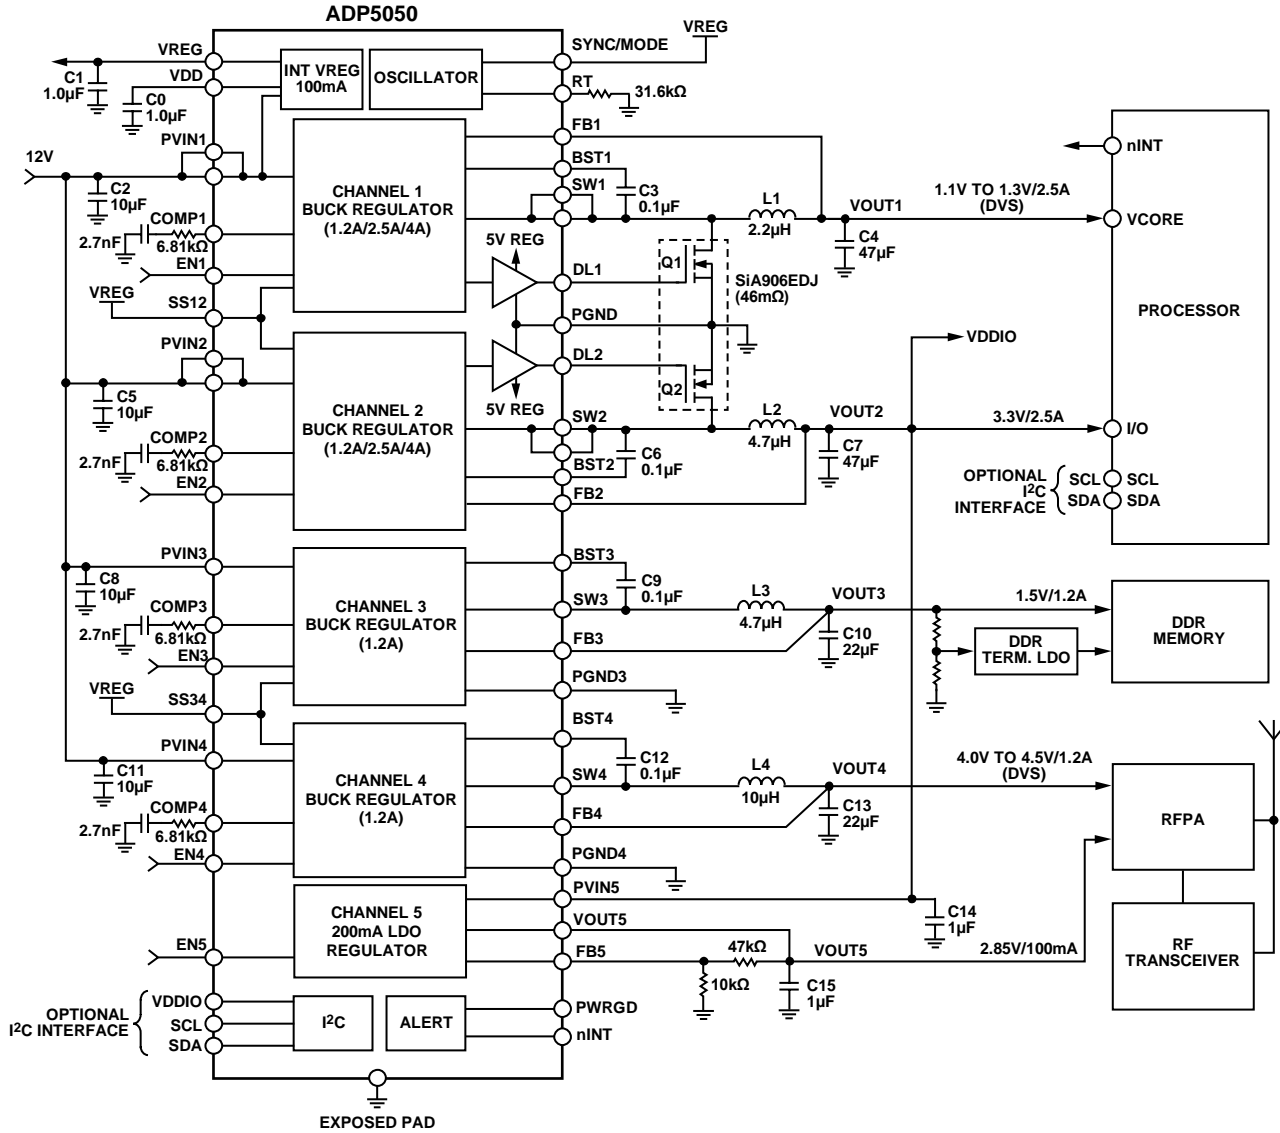 ADP5050
VREG
C1
1.0µF
VDD
C0
1.0µF
INT VREG
100mA
OSCILLATOR
SYNC/MODE
VREG
RT
31.6kΩ
12V
PVIN1
C2
10µF
COMP1
2.7nF
6.81kΩ
EN1
VREG
SS12
CHANNEL 1
BUCK REGULATOR
(1.2A/2.5A/4A)
FB1
BST1
SW1
C3
0.1µF
L1
2.2µH
VOUT1
C4
47µF
1.1V TO 1.3V/2.5A
(DVS)
5V REG
DL1
Q1
SiA906EDJ
(46mΩ)
PGND
DL2
Q2
5V REG
PVIN2
C5
10µF
COMP2
2.7nF
6.81kΩ
EN2
CHANNEL 2
BUCK REGULATOR
(1.2A/2.5A/4A)
SW2
BST2
C6
0.1µF
FB2
L2
4.7µH
VOUT2
C7
47µF
VDDIO
3.3V/2.5A
nINT
VCORE
PROCESSOR
I/O
OPTIONAL
I2C
INTERFACE
SCL
SCL
SDA
SDA
PVIN3
C8
10µF
COMP3
2.7nF
6.81kΩ
EN3
VREG
SS34
CHANNEL 3
BUCK REGULATOR
(1.2A)
BST3
C9
0.1µF
SW3
FB3
PGND3
L3
4.7µH
VOUT3
C10
22µF
1.5V/1.2A
DDR
TERM. LDO
DDR
MEMORY
PVIN4
C11
10µF
COMP4
2.7nF
6.81kΩ
EN4
CHANNEL 4
BUCK REGULATOR
(1.2A)
BST4
C12
0.1µF
SW4
FB4
PGND4
L4
10µH
VOUT4
C13
22µF
4.0V TO 4.5V/1.2A
(DVS)
RFPA
EN5
CHANNEL 5
200mA LDO
REGULATOR
PVIN5
VOUT5
FB5
47kΩ
10kΩ
VOUT5
C15
1µF
C14
1µF
2.85V/100mA
RF
TRANSCEIVER
OPTIONAL
I2C INTERFACE
VDDIO
SCL
SDA
I2C
ALERT
PWRGD
nINT
EXPOSED PAD